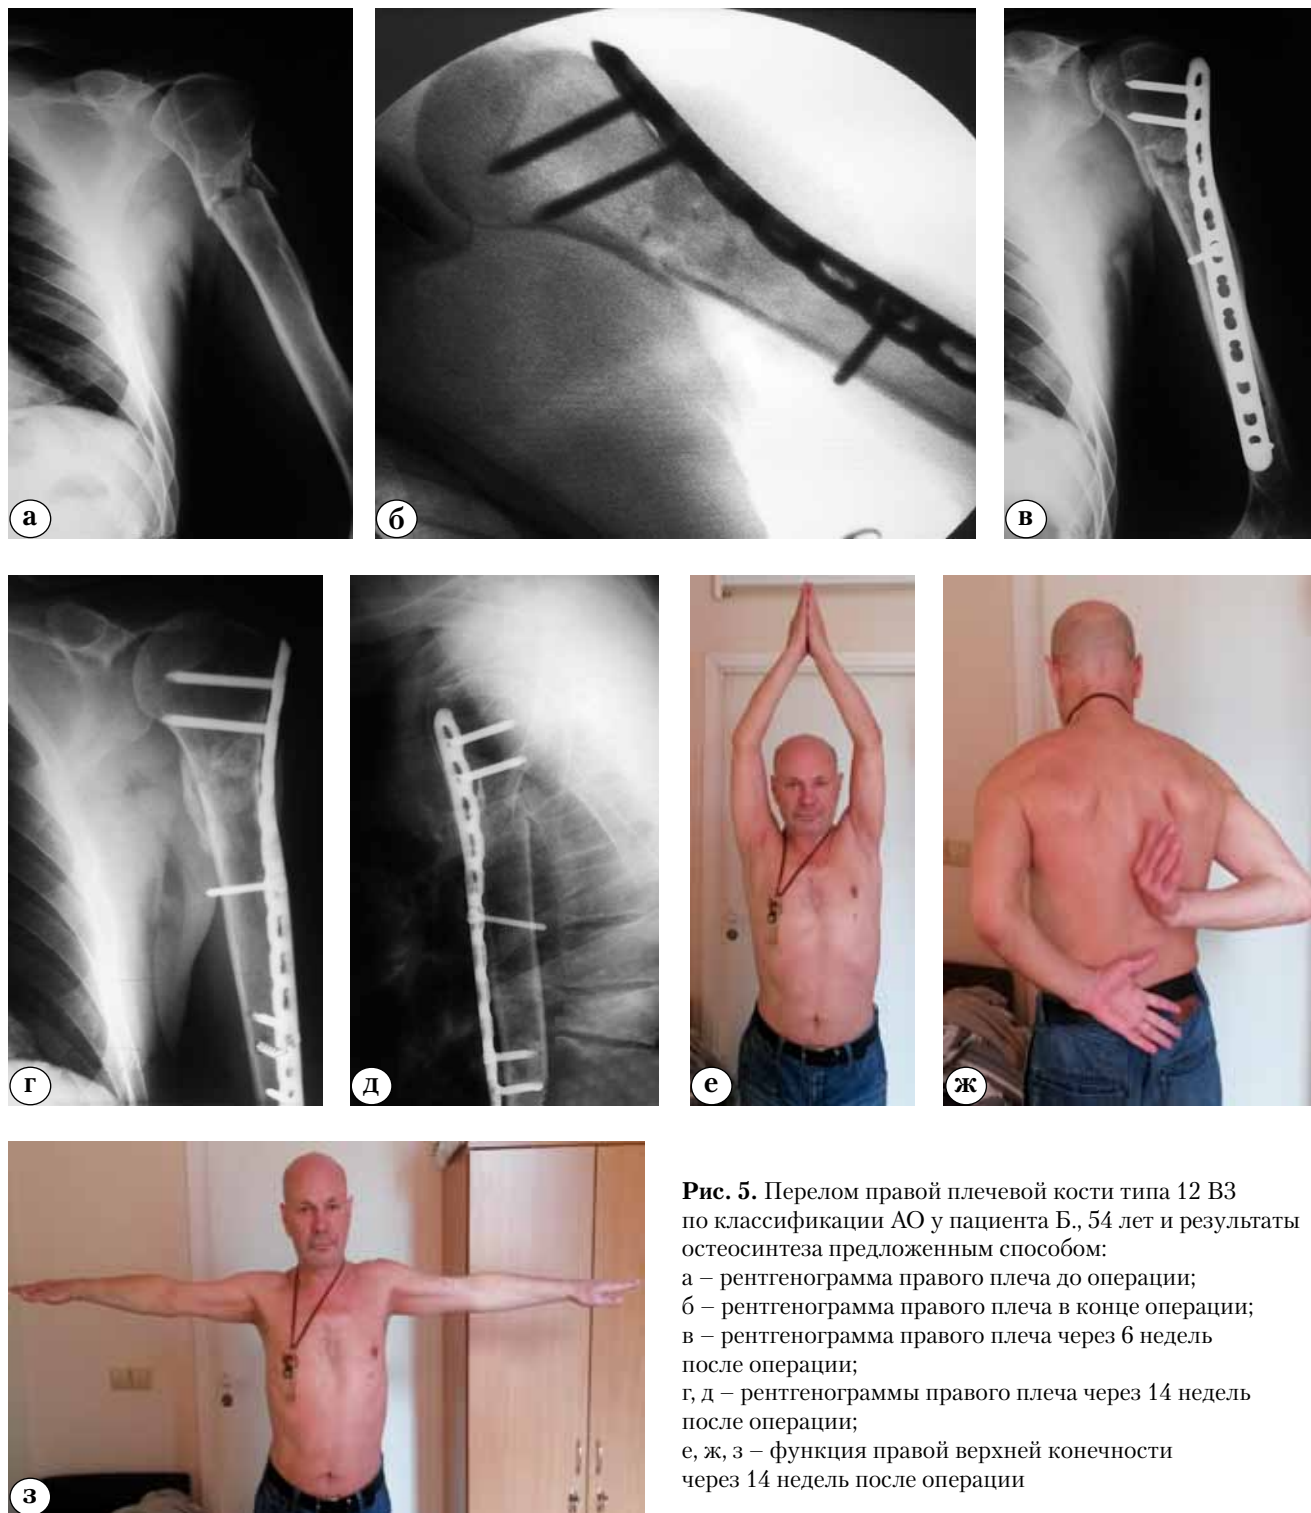 а
б
в
г
д
е
ж
з
Рис. 5. Перелом правой плечевой кости типа 12 В3
по классификации АО у пациента Б., 54 лет и результаты
остеосинтеза предложенным способом:
а – рентгенограмма правого плеча до операции;
б – рентгенограмма правого плеча в конце операции;
в – рентгенограмма правого плеча через 6 недель
после операции;
г, д – рентгенограммы правого плеча через 14 недель
после операции;
е, ж, з – функция правой верхней конечности
через 14 недель после операции